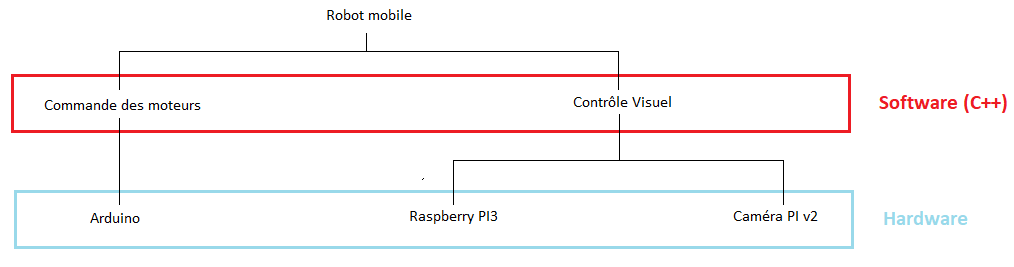 Robot mobile
Commande des moteurs
Contrôle Visuel
Software (C++)
Arduino
Raspberry PI3
Caméra PI v2
Hardware